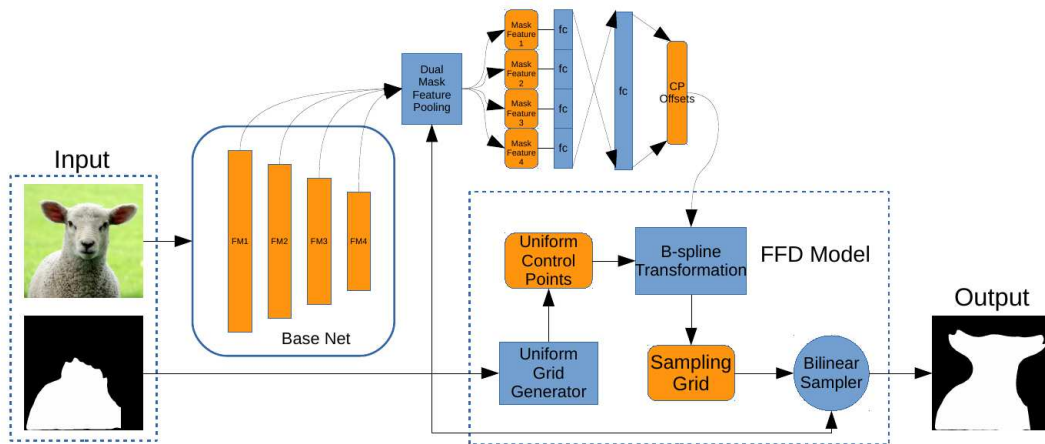 Input
FM1
FM2
FM3
FM4
Base Net
Dual
Mask
Feature
Pooling
Mask
Feature
1
Mask
Feature
2
Mask
Feature
3
Mask
Feature
4
fc
fc
fc
fc
fc
CP
Offsets
Uniform
Control
Points
B-spline
Transformation
FFD Model
Uniform
Grid
Generator
Sampling
Grid
Bilinear
Sampler
Output